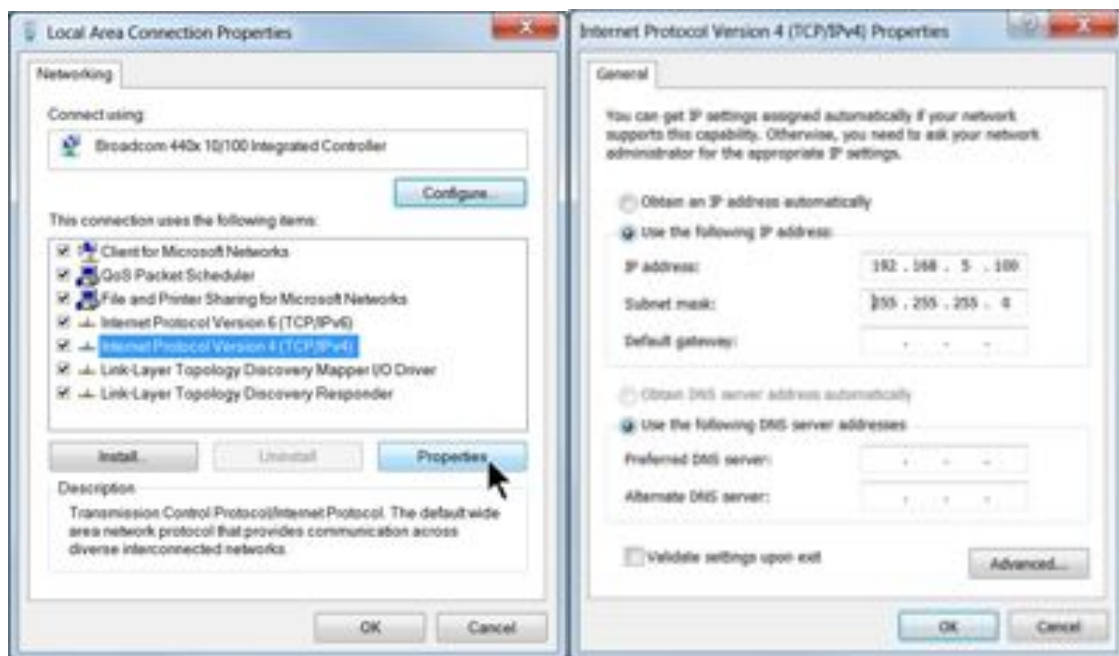 Local Area Connection Properties
Networking
Connect using:
Broadcom 440x 10/100 Integrated Controller
Configure...
This connection uses the following items:
Client for Microsoft Networks
QoS Packet Scheduler
File and Printer Sharing for Microsoft Networks
Internet Protocol Version 6 (TCP/IPv6)
Internet Protocol Version 4 (TCP/IPv4)
Link-Layer Topology Discovery Mapper I/O Driver
Link-Layer Topology Discovery Responder
Install...
Uninstall
Properties
Description
Transmission Control Protocol/Internet Protocol. The default wide
area network protocol that provides communication across
diverse interconnected networks.
OK
Cancel
Internet Protocol Version 4 (TCP/IPv4) Properties
General
You can get IP settings assigned automatically if your network
supports this capability. Otherwise, you need to ask your network
administrator for the appropriate IP settings.
Obtain an IP address automatically
Use the following IP address:
IP address:
192 . 168 . 5 . 100
Subnet mask:
255 . 255 . 255 . 0
Default gateway:
. . .
Obtain DNS server address automatically
Use the following DNS server addresses
Preferred DNS server:
. . .
Alternate DNS server:
. . .
Validate settings upon exit
Advanced...
OK
Cancel